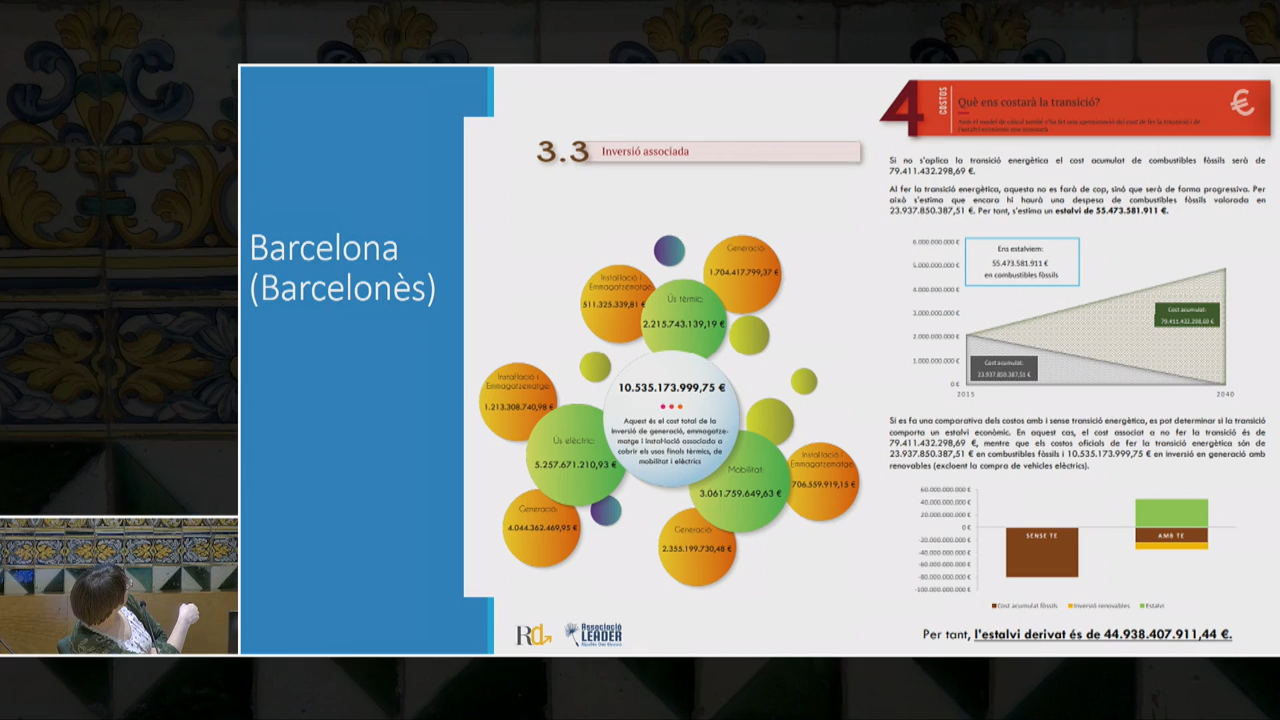 Barcelona
(Barcelonès)
3.3 Inversió associada
Generació:
1.704.417.799,37 €
Instal·lació i
Emmagatzematge:
511.325.339,81 €
Ús tèrmic:
2.215.743.139,19 €
10.535.173.999,75 €
Aquest és el cost total de la
inversió de generació, emmagatze-
matge i instal·lació associada a
cobrir els usos finals tèrmics, de
mobilitat i elèctrics
Instal·lació i
Emmagatzematge:
1.213.308.740,98 €
Ús elèctric:
5.257.671.210,93 €
Generació:
4.044.362.469,95 €
Mobilitat:
3.061.759.649,63 €
Instal·lació i
Emmagatzematge:
706.559.919,15 €
Generació:
2.355.199.730,48 €
Rd
Associació
LEADER
4 COSTOS
Què ens costarà la transició?
€
Si no s'aplica la transició energètica el cost acumulat de combustibles fòssils serà de
79.411.432.298,69 €.
Al fer la transició energètica, aquesta no es farà de cop, sinó que serà de forma progressiva. Per
això s'estima que encara hi haurà una despesa de combustibles fòssils valorada en
23.937.850.387,51 €. Per tant, s'estima un estalvi de 55.473.581.911 €.
6.000.000.000 €
5.000.000.000 €
4.000.000.000 €
3.000.000.000 €
2.000.000.000 €
1.000.000.000 €
0 €
Ens estalviem:
55.473.581.911 €
en combustibles fòssils
Cost acumulat:
79.411.432.298,69 €
Cost acumulat:
23.937.850.387,51 €
2015
2040
Si es fa una comparativa dels costos amb i sense transició energètica, es pot determinar si la transició
comporta un estalvi econòmic. En aquest cas, el cost associat a no fer la transició és de
79.411.432.298,69 €, mentre que els costos oficials de fer la transició energètica són de
23.937.850.387,51 € en combustibles fòssils i 10.535.173.999,75 € en inversió en generació amb
renovables (excloent la compra de vehicles elèctrics).
60.000.000.000 €
40.000.000.000 €
20.000.000.000 €
0 €
-20.000.000.000 €
-40.000.000.000 €
-60.000.000.000 €
-80.000.000.000 €
-100.000.000.000 €
SENSE TE
AMB TE
Cost acumulat fòssils
Inversió renovables
Estalvi
Per tant, l'estalvi derivat és de 44.938.407.911,44 €.